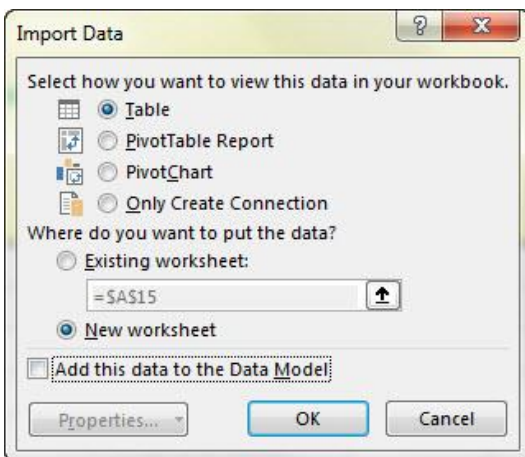 Import Data
?
Select how you want to view this data in your workbook.
Table
PivotTable Report
PivotChart
Only Create Connection
Where do you want to put the data?
Existing worksheet:
=$A$15
New worksheet
Add this data to the Data Model
Properties...
OK
Cancel